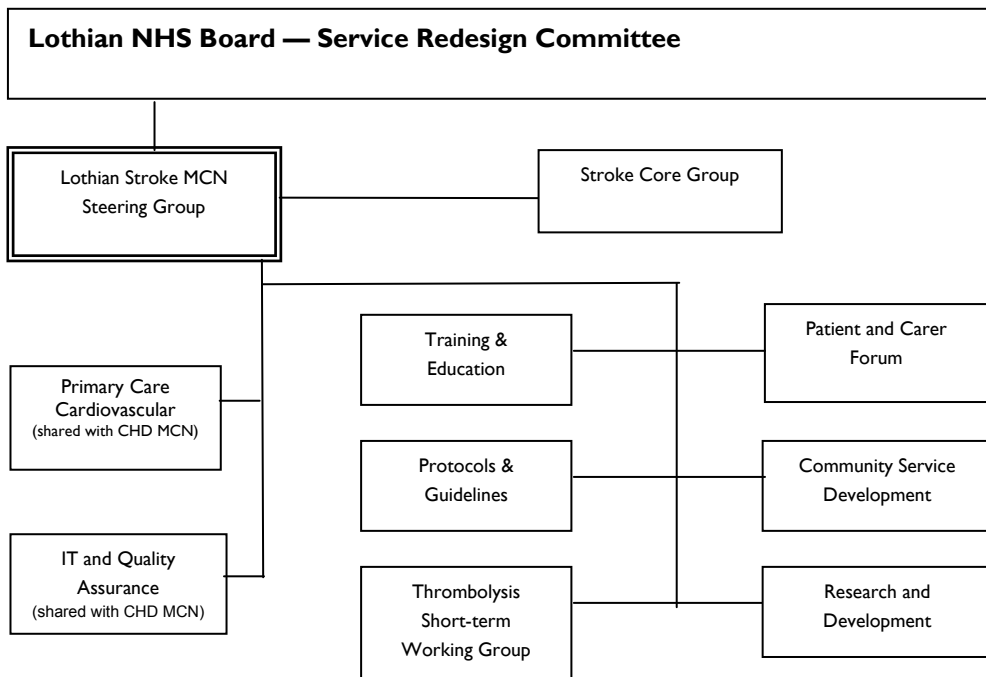 Lothian NHS Board — Service Redesign Committee
Lothian Stroke MCN
Steering Group
Stroke Core Group
Training &
Education
Patient and Carer
Forum
Primary Care
Cardiovascular
(shared with CHD MCN)
Protocols &
Guidelines
Community Service
Development
IT and Quality
Assurance
(shared with CHD MCN)
Thrombolysis
Short-term
Working Group
Research and
Development